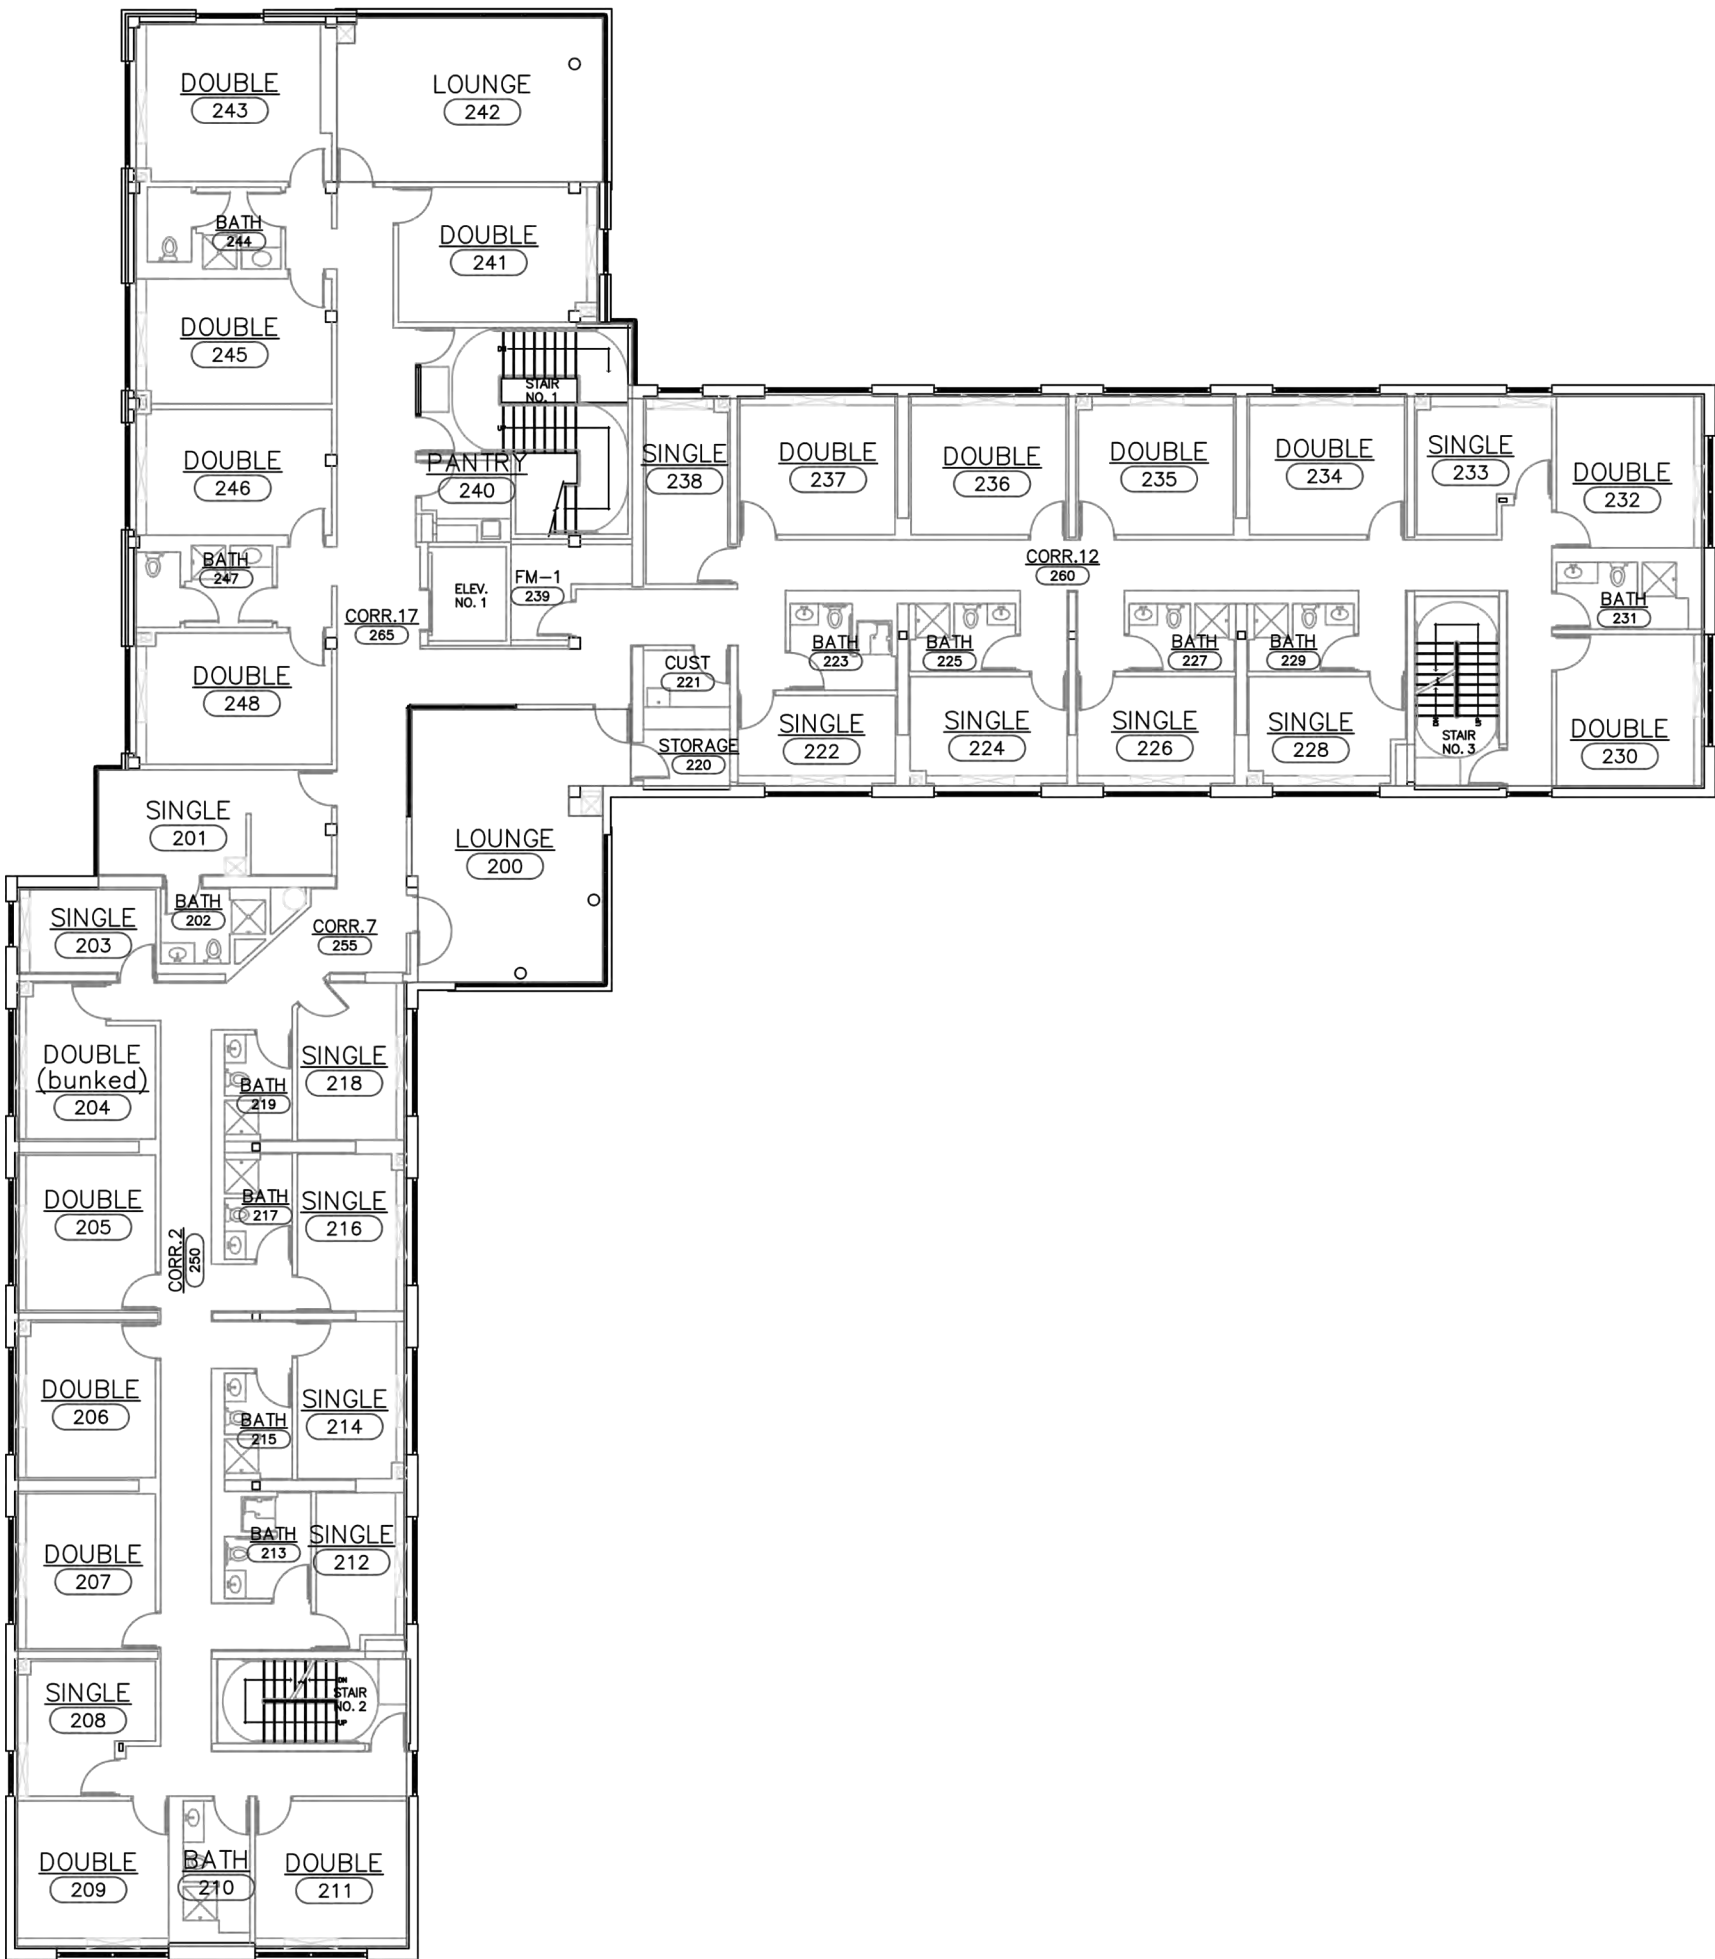 DOUBLE
243
LOUNGE
242
BATH
244
DOUBLE
241
DOUBLE
245
DN
STAIR
NO. 1
UP
DOUBLE
246
PANTRY
240
SINGLE
238
DOUBLE
237
DOUBLE
236
DOUBLE
235
DOUBLE
234
SINGLE
233
DOUBLE
232
BATH
247
ELEV.
NO. 1
FM-1
239
CORR.12
260
CORR.17
265
BATH
223
BATH
225
BATH
227
BATH
229
BATH
231
DOUBLE
248
CUST
221
STORAGE
220
SINGLE
222
SINGLE
224
SINGLE
226
SINGLE
228
DN
UP
STAIR
NO. 3
DOUBLE
230
SINGLE
201
LOUNGE
200
BATH
202
SINGLE
203
CORR.7
255
DOUBLE
(bunked)
204
BATH
219
SINGLE
218
DOUBLE
205
BATH
217
SINGLE
216
CORR.2
250
DOUBLE
206
BATH
215
SINGLE
214
DOUBLE
207
BATH
213
SINGLE
212
SINGLE
208
DN
STAIR
NO. 2
UP
DOUBLE
209
BATH
210
DOUBLE
211